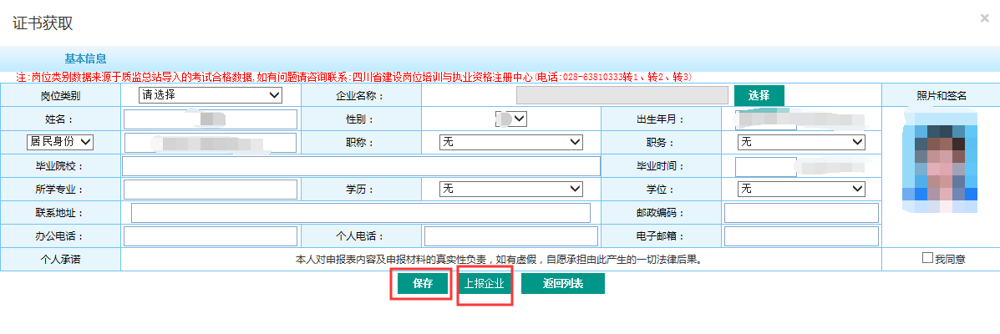 证书获取 ×
基本信息
注:岗位类别数据来源于质监总站导入的考试合格数据,如有问题请咨询联系:四川省建设岗位培训与执业资格注册中心(电话:028-63810333转1、转2、转3)
岗位类别 请选择 企业名称： 选择 照片和签名
姓名： 性别： 出生年月：
居民身份 职称： 无 职务： 无
毕业院校： 毕业时间：
所学专业： 学历： 无 学位： 无
联系地址： 邮政编码：
办公电话： 个人电话： 电子邮箱：
个人承诺 本人对申报表内容及申报材料的真实性负责，如有虚假，自愿承担由此产生的一切法律后果。 我同意
保存 上报企业 返回列表